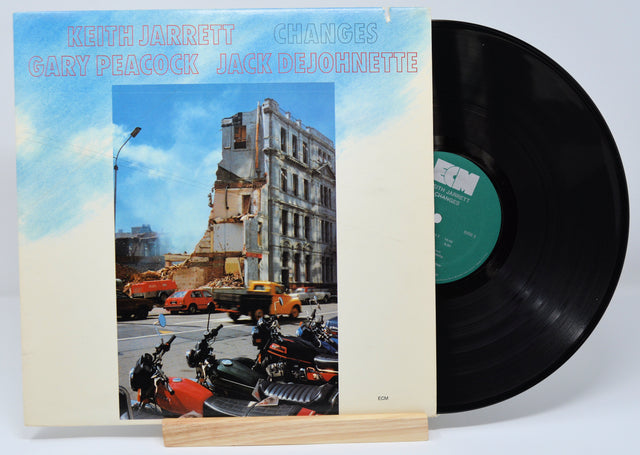 KEITH JARRETT CHANGES
GARY PEACOCK JACK DEJOHNETTE
ECM
ECM
KEITH JARRETT
CHANGES